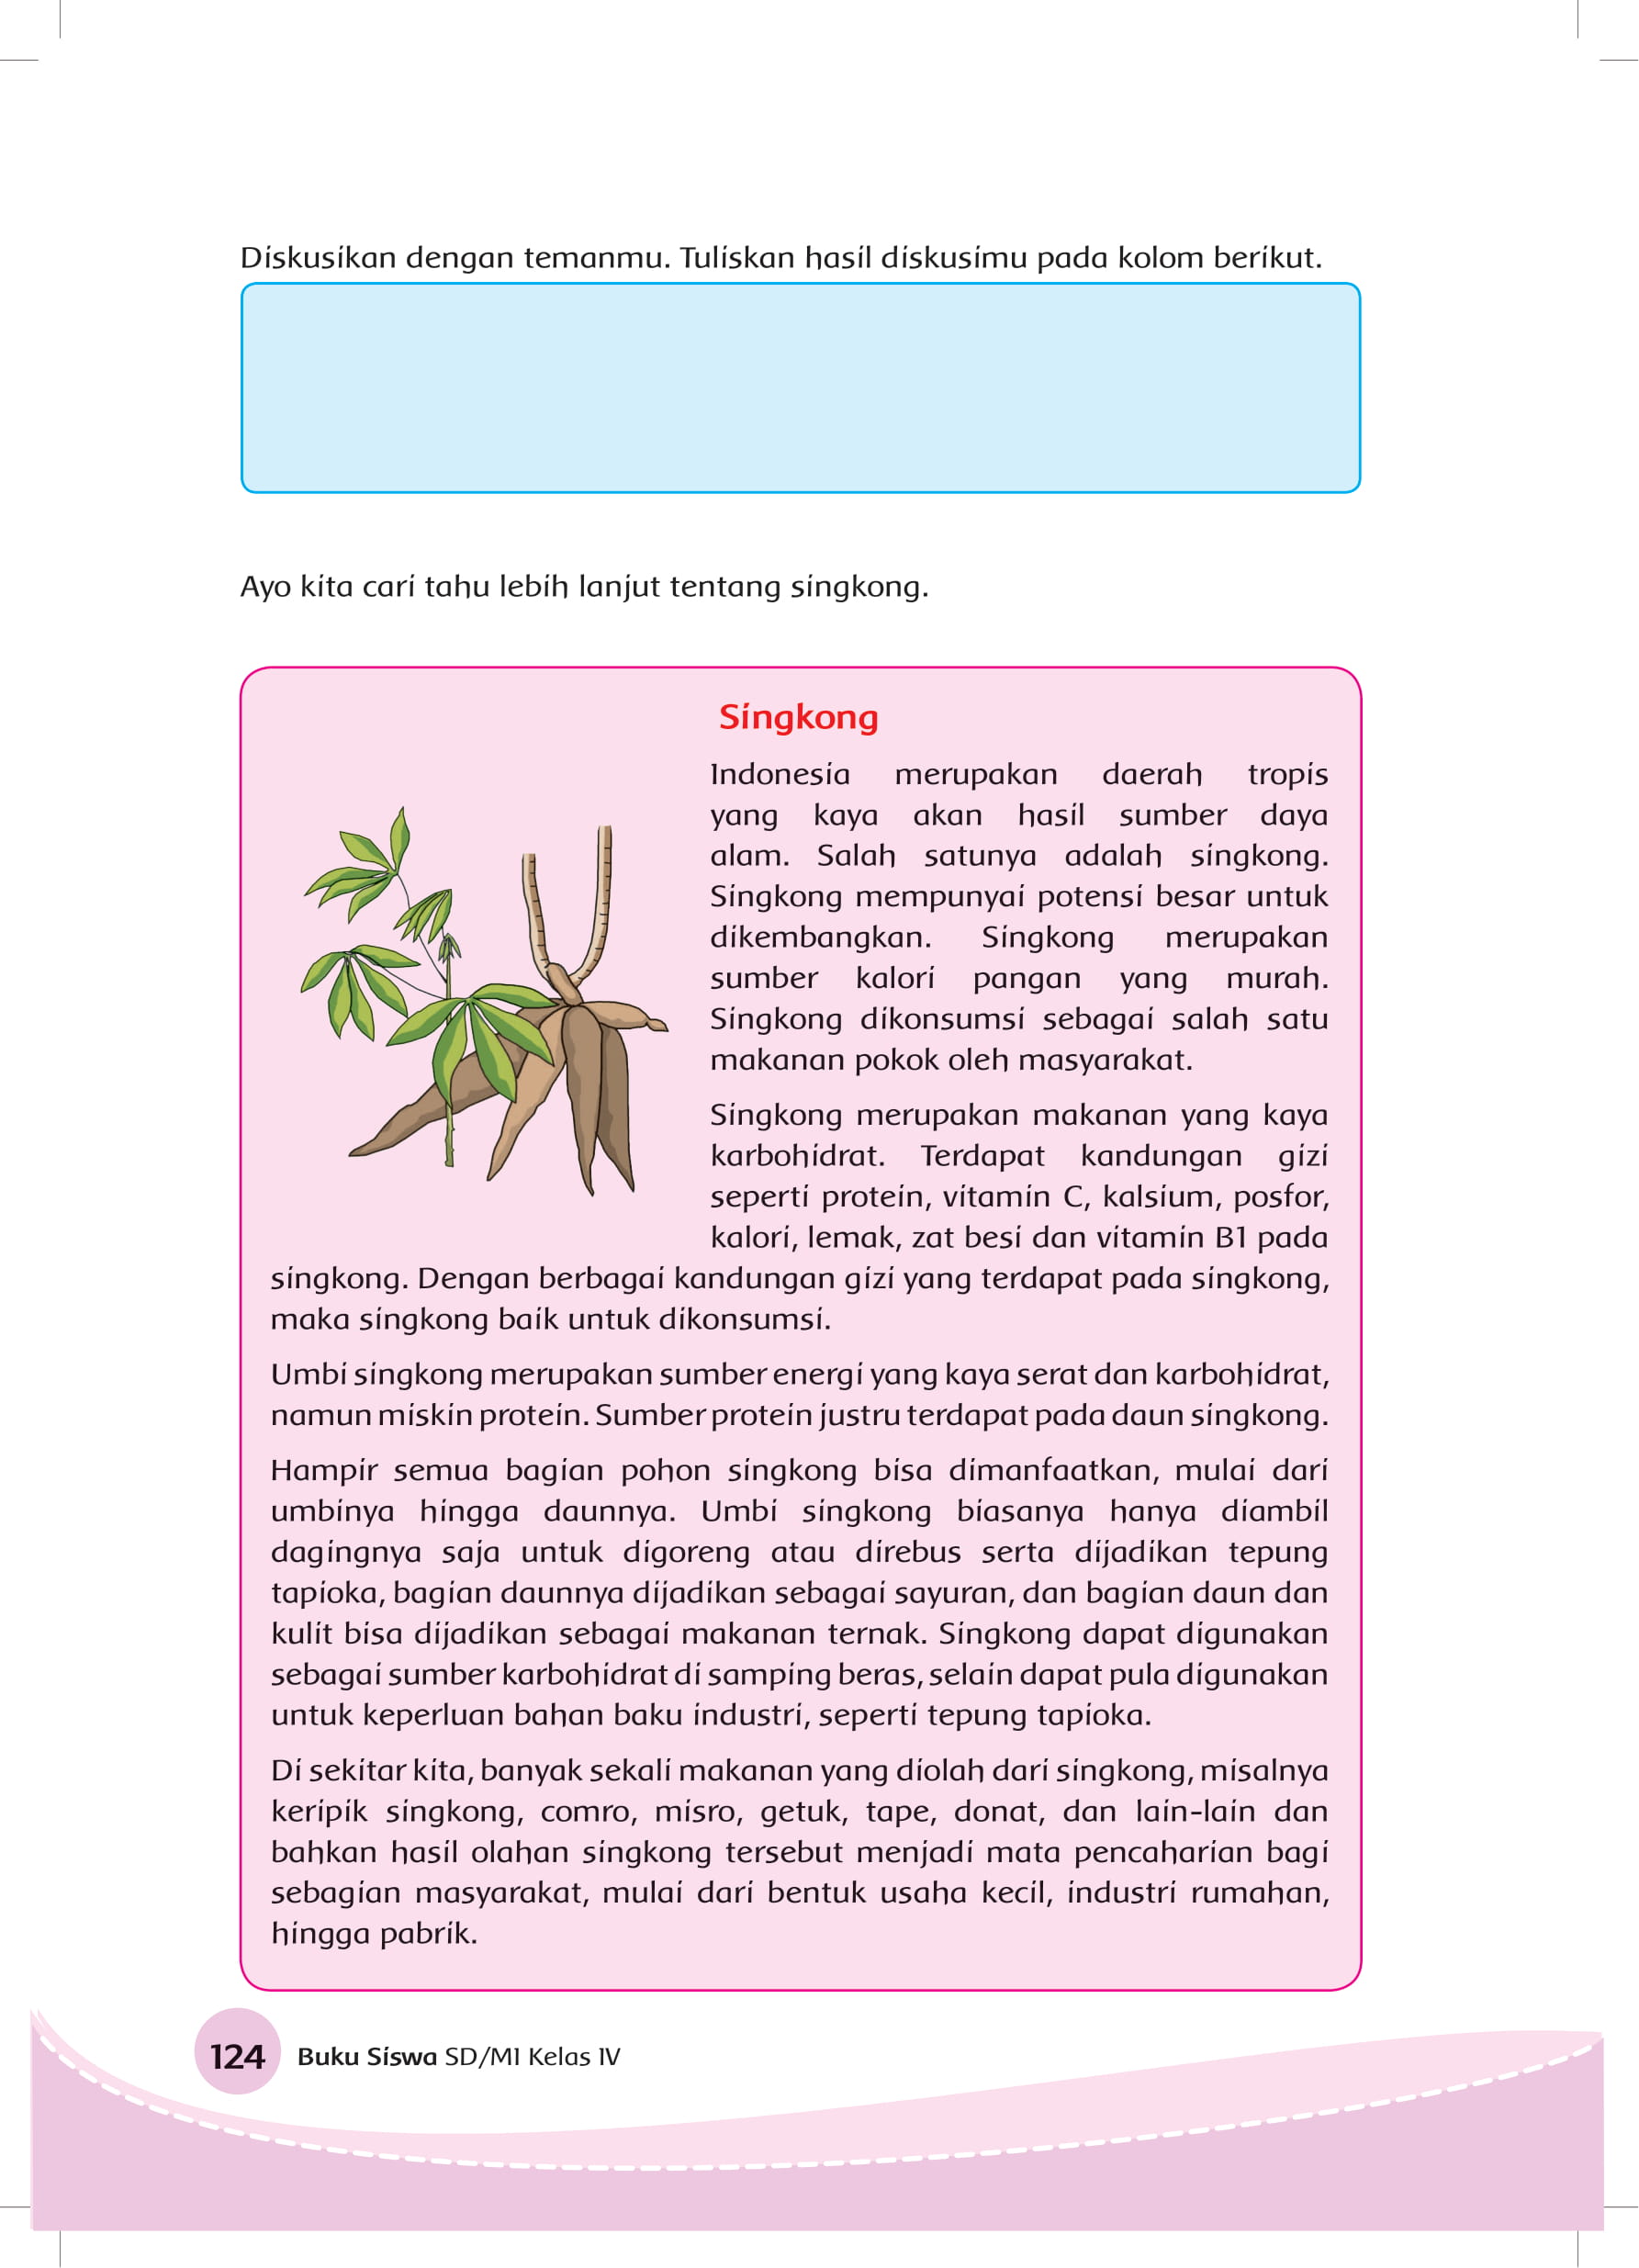 Diskusikan dengan temanmu. Tuliskan hasil diskusimu pada kolom berikut.
Ayo kita cari tahu lebih lanjut tentang singkong.
Singkong
Indonesia merupakan daerah tropis
yang kaya akan hasil sumber daya
alam. Salah satunya adalah singkong.
Singkong mempunyai potensi besar untuk
dikembangkan. Singkong merupakan
sumber kalori pangan yang murah.
Singkong dikonsumsi sebagai salah satu
makanan pokok oleh masyarakat.
Singkong merupakan makanan yang kaya
karbohidrat. Terdapat kandungan gizi
seperti protein, vitamin C, kalsium, posfor,
kalori, lemak, zat besi dan vitamin B1 pada
singkong. Dengan berbagai kandungan gizi yang terdapat pada singkong,
maka singkong baik untuk dikonsumsi.
Umbi singkong merupakan sumber energi yang kaya serat dan karbohidrat,
namun miskin protein. Sumber protein justru terdapat pada daun singkong.
Hampir semua bagian pohon singkong bisa dimanfaatkan, mulai dari
umbinya hingga daunnya. Umbi singkong biasanya hanya diambil
dagingnya saja untuk digoreng atau direbus serta dijadikan tepung
tapioka, bagian daunnya dijadikan sebagai sayuran, dan bagian daun dan
kulit bisa dijadikan sebagai makanan ternak. Singkong dapat digunakan
sebagai sumber karbohidrat di samping beras, selain dapat pula digunakan
untuk keperluan bahan baku industri, seperti tepung tapioka.
Di sekitar kita, banyak sekali makanan yang diolah dari singkong, misalnya
keripik singkong, comro, misro, getuk, tape, donat, dan lain-lain dan
bahkan hasil olahan singkong tersebut menjadi mata pencaharian bagi
sebagian masyarakat, mulai dari bentuk usaha kecil, industri rumahan,
hingga pabrik.
124 Buku Siswa SD/MI Kelas IV